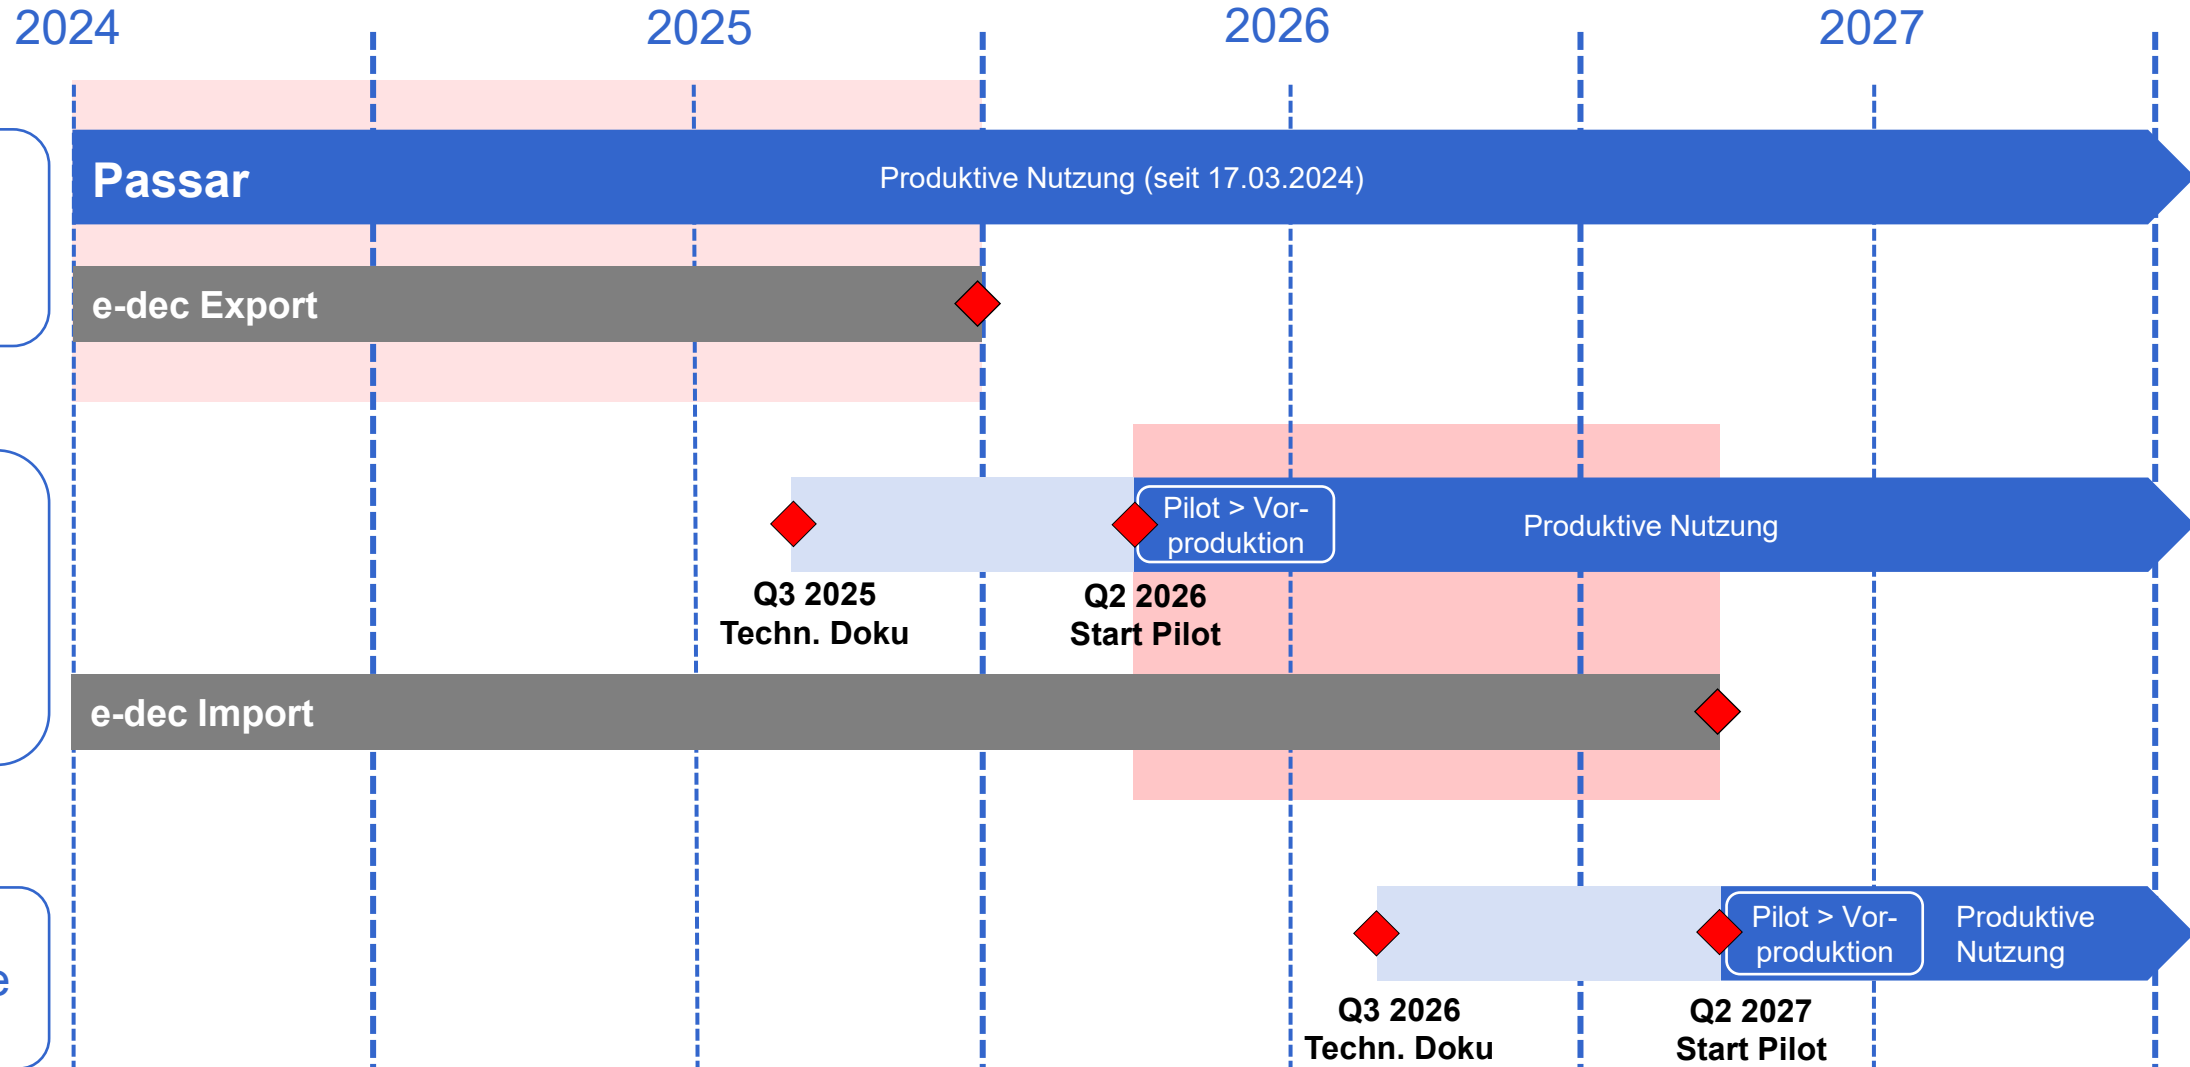 2024
2025
2026
2027
Passar
Produktive Nutzung (seit 17.03.2024)
e-dec Export
Pilot > Vor-
produktion
Produktive Nutzung
Q3 2025
Techn. Doku
Q2 2026
Start Pilot
e-dec Import
Pilot > Vor-
produktion
Produktive
Nutzung
e
Q3 2026
Techn. Doku
Q2 2027
Start Pilot